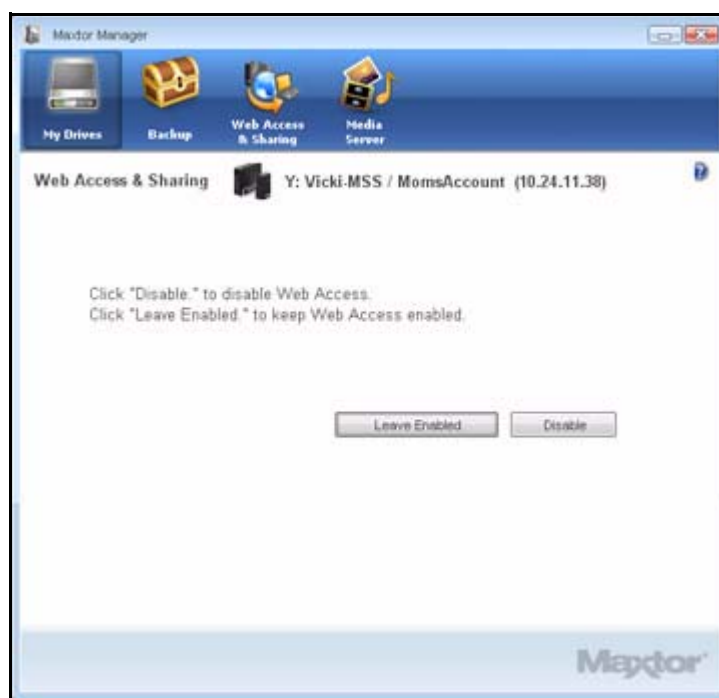 Maxtor Manager
My Drives
Backup
Web Access
& Sharing
Media
Server
Web Access & Sharing
Y: Vicki-MSS / MomsAccount (10.24.11.38)
?
Click "Disable." to disable Web Access.
Click "Leave Enabled." to keep Web Access enabled.
Leave Enabled
Disable
Maxtor